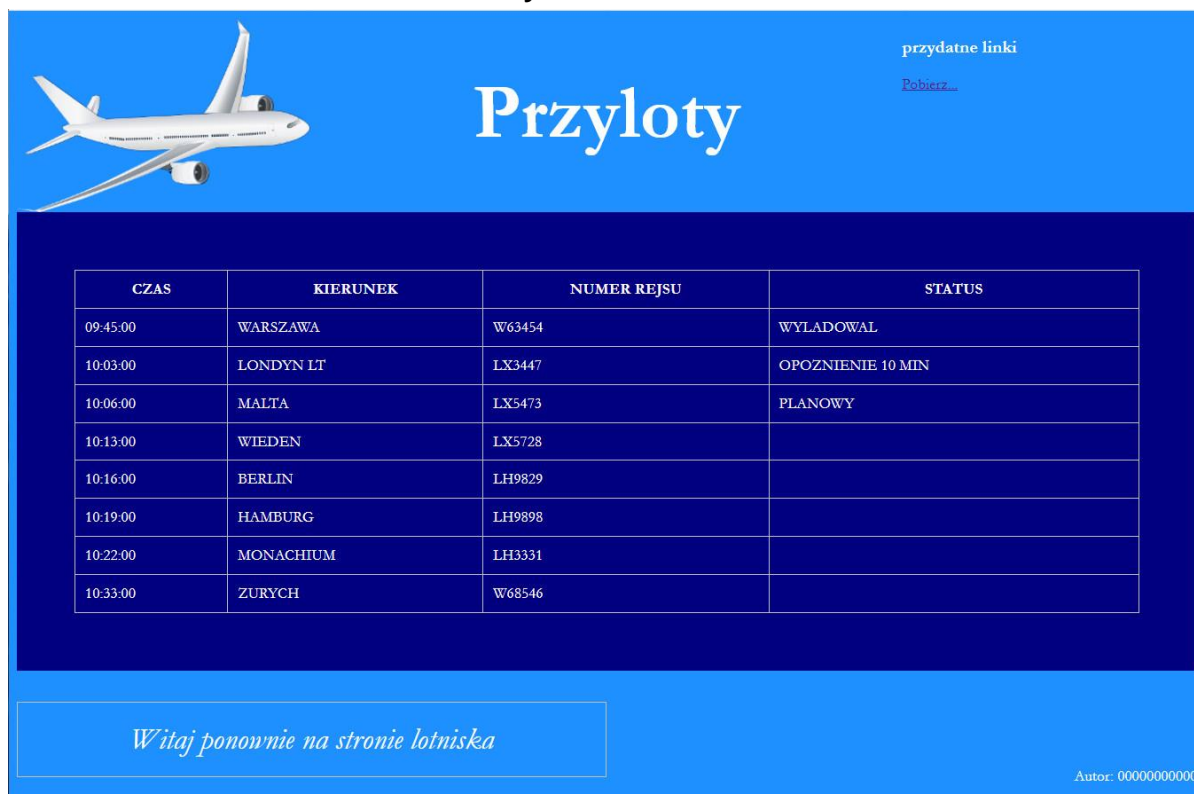 Przyloty
przydatne linki
Pobierz...
CZAS KIERUNEK NUMER REJSU STATUS
09:45:00 WARSZAWA W63454 WYLADOWAL
10:03:00 LONDYN LT LX3447 OPOZNIENIE 10 MIN
10:06:00 MALTA LX5473 PLANOWY
10:13:00 WIEDEN LX5728
10:16:00 BERLIN LH9829
10:19:00 HAMBURG LH9898
10:22:00 MONACHIUM LH3331
10:33:00 ZURYCH W68546
Witaj ponownie na stronie lotniska
Autor: 00000000000